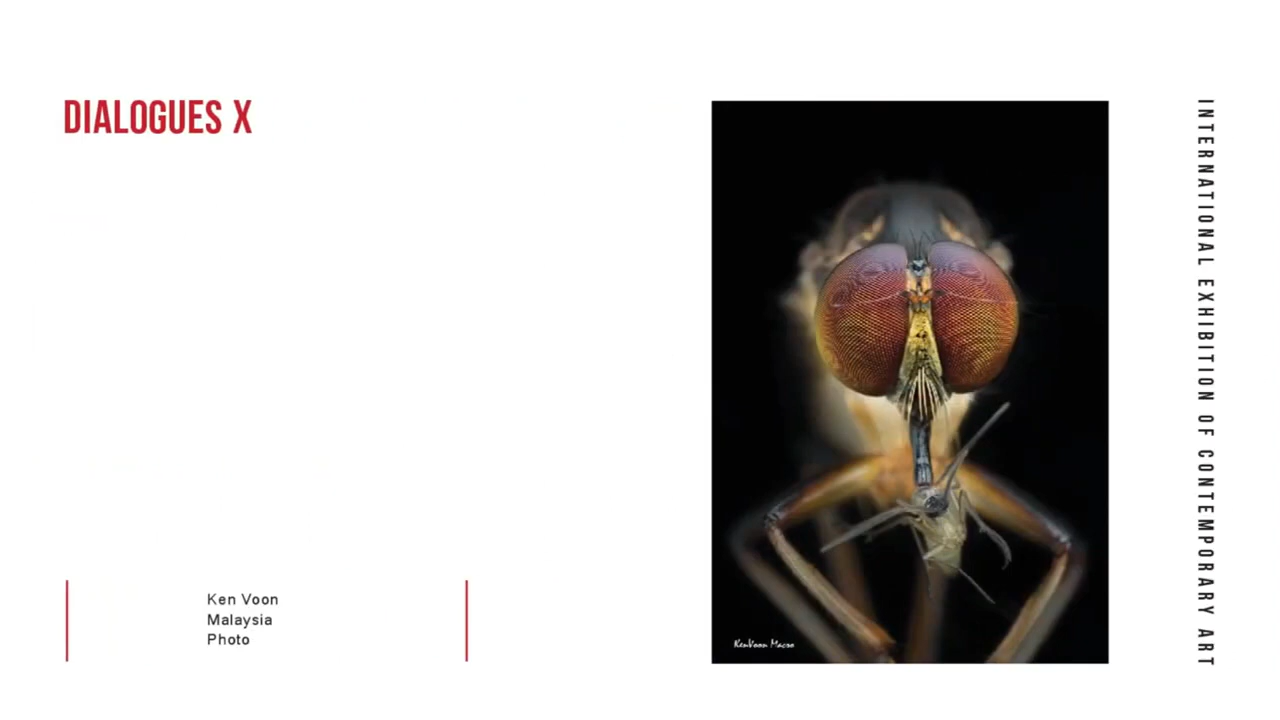 DIALOGUES X
Ken Voon
Malaysia
Photo
KenVoon Macro
INTERNATIONAL EXHIBITION OF CONTEMPORARY ART